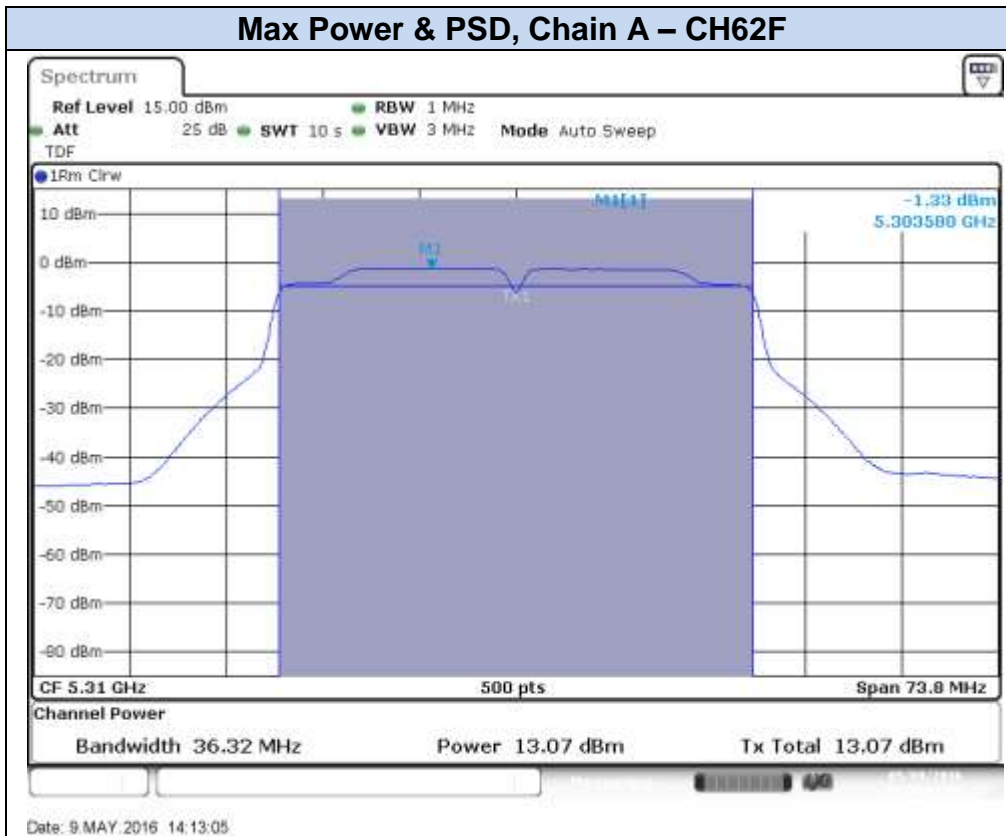 Max Power & PSD, Chain A – CH62F
Spectrum
Ref Level 15.00 dBm RBW 1 MHz
Att 25 dB SWT 10 s VBW 3 MHz Mode Auto Sweep
TDF
1Rm Clrw
M1[1] -1.33 dBm
5.303580 GHz
10 dBm
0 dBm
-10 dBm
-20 dBm
-30 dBm
-40 dBm
-50 dBm
-60 dBm
-70 dBm
-80 dBm
CF 5.31 GHz 500 pts Span 73.8 MHz
Channel Power
Bandwidth 36.32 MHz Power 13.07 dBm Tx Total 13.07 dBm
Date: 9.MAY.2016 14:13:05